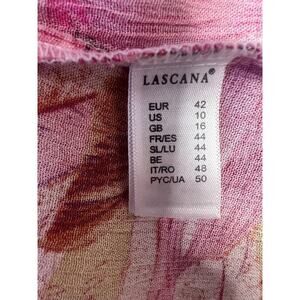 LASCANA®
EUR 42
US 10
GB 16
FR/ES 44
SL/LU 44
BE 44
IT/RO 48
PYC/UA 50